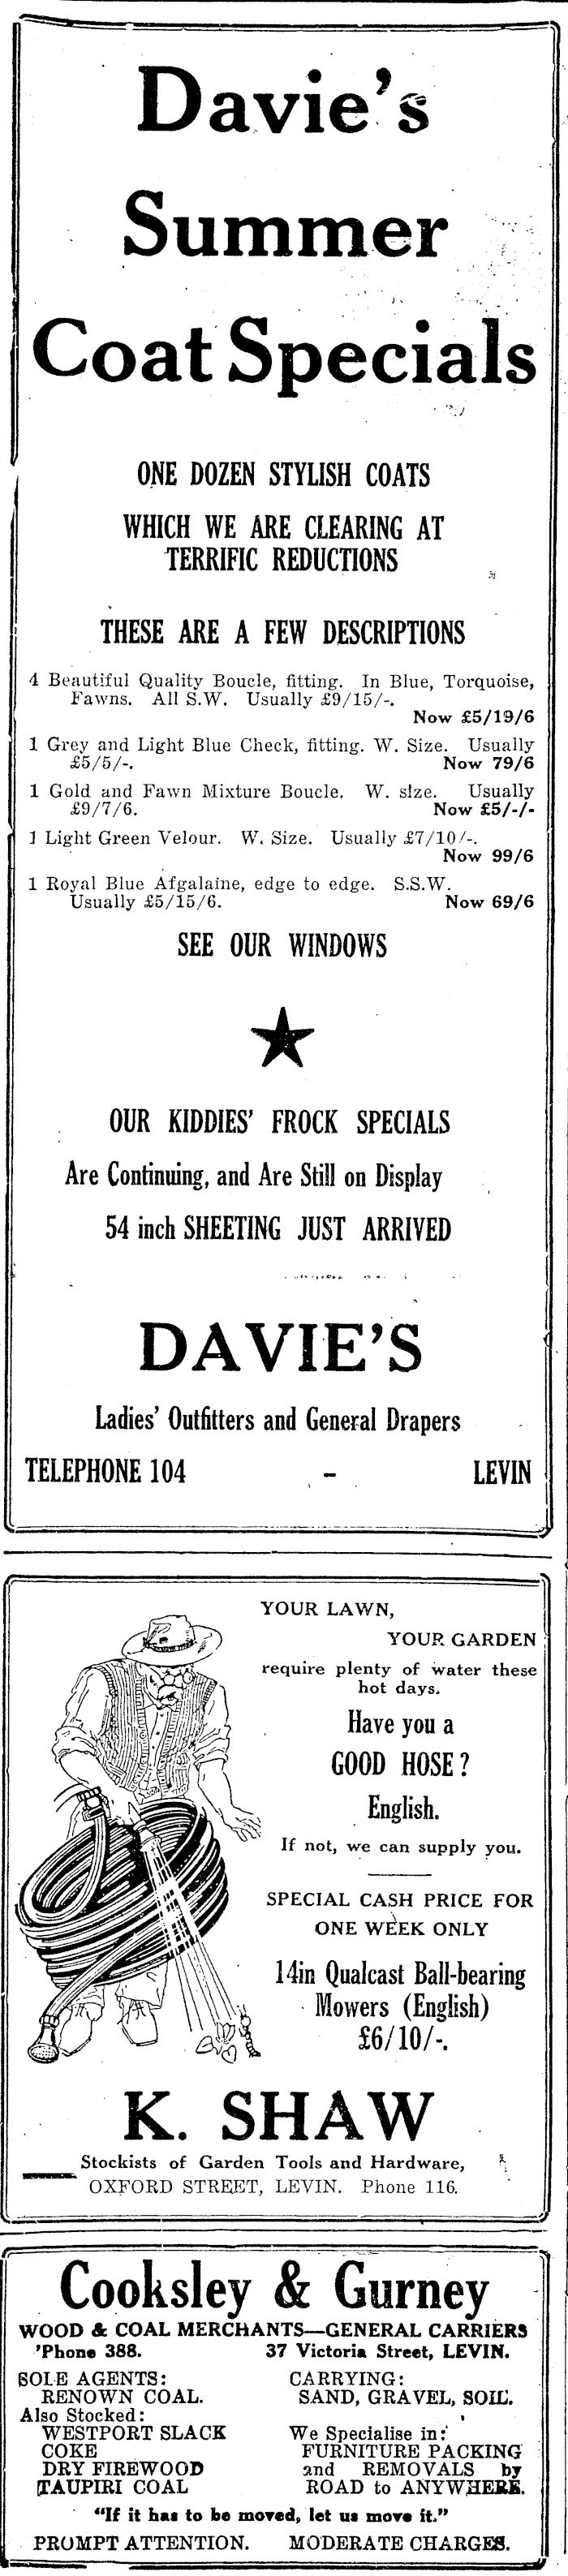 Davie's
Summer
Coat Specials
ONE DOZEN STYLISH COATS
WHICH WE ARE CLEARING AT
TERRIFIC REDUCTIONS
THESE ARE A FEW DESCRIPTIONS
4 Beautiful Quality Boucle, fitting. In Blue, Torquoise,
Fawns. All S.W. Usually £9/15/-.
Now £5/19/6
1 Grey and Light Blue Check, fitting. W. Size. Usually
£5/5/-. Now 79/6
1 Gold and Fawn Mixture Boucle. W. size. Usually
£9/7/6. Now £5/-/-
1 Light Green Velour. W. Size. Usually £7/10/-.
Now 99/6
1 Royal Blue Afgalaine, edge to edge. S.S.W.
Usually £5/15/6. Now 69/6
SEE OUR WINDOWS
OUR KIDDIES' FROCK SPECIALS
Are Continuing, and Are Still on Display
54 inch SHEETING JUST ARRIVED
DAVIE'S
Ladies' Outfitters and General Drapers
TELEPHONE 104 - LEVIN
YOUR LAWN,
YOUR GARDEN
require plenty of water these
hot days.
Have you a
GOOD HOSE?
English.
If not, we can supply you.
SPECIAL CASH PRICE FOR
ONE WEEK ONLY
14in Qualcast Ball-bearing
Mowers (English)
£6/10/-.
K. SHAW
Stockists of Garden Tools and Hardware,
OXFORD STREET, LEVIN. Phone 116.
Cooksley & Gurney
WOOD & COAL MERCHANTS—GENERAL CARRIERS
'Phone 388. 37 Victoria Street, LEVIN.
SOLE AGENTS:
RENOWN COAL.
Also Stocked:
WESTPORT SLACK
COKE
DRY FIREWOOD
TAUPIRI COAL
CARRYING:
SAND, GRAVEL, SOIL.
We Specialise in:
FURNITURE PACKING
and REMOVALS by
ROAD to ANYWHERE.
"If it has to be moved, let us move it."
PROMPT ATTENTION. MODERATE CHARGES.